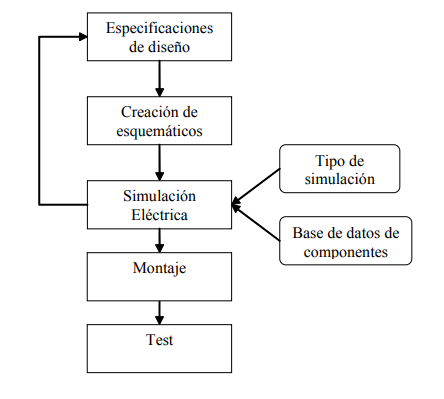 Especificaciones
de diseño
Creación de
esquemáticos
Tipo de
simulación
Simulación
Eléctrica
Base de datos de
componentes
Montaje
Test